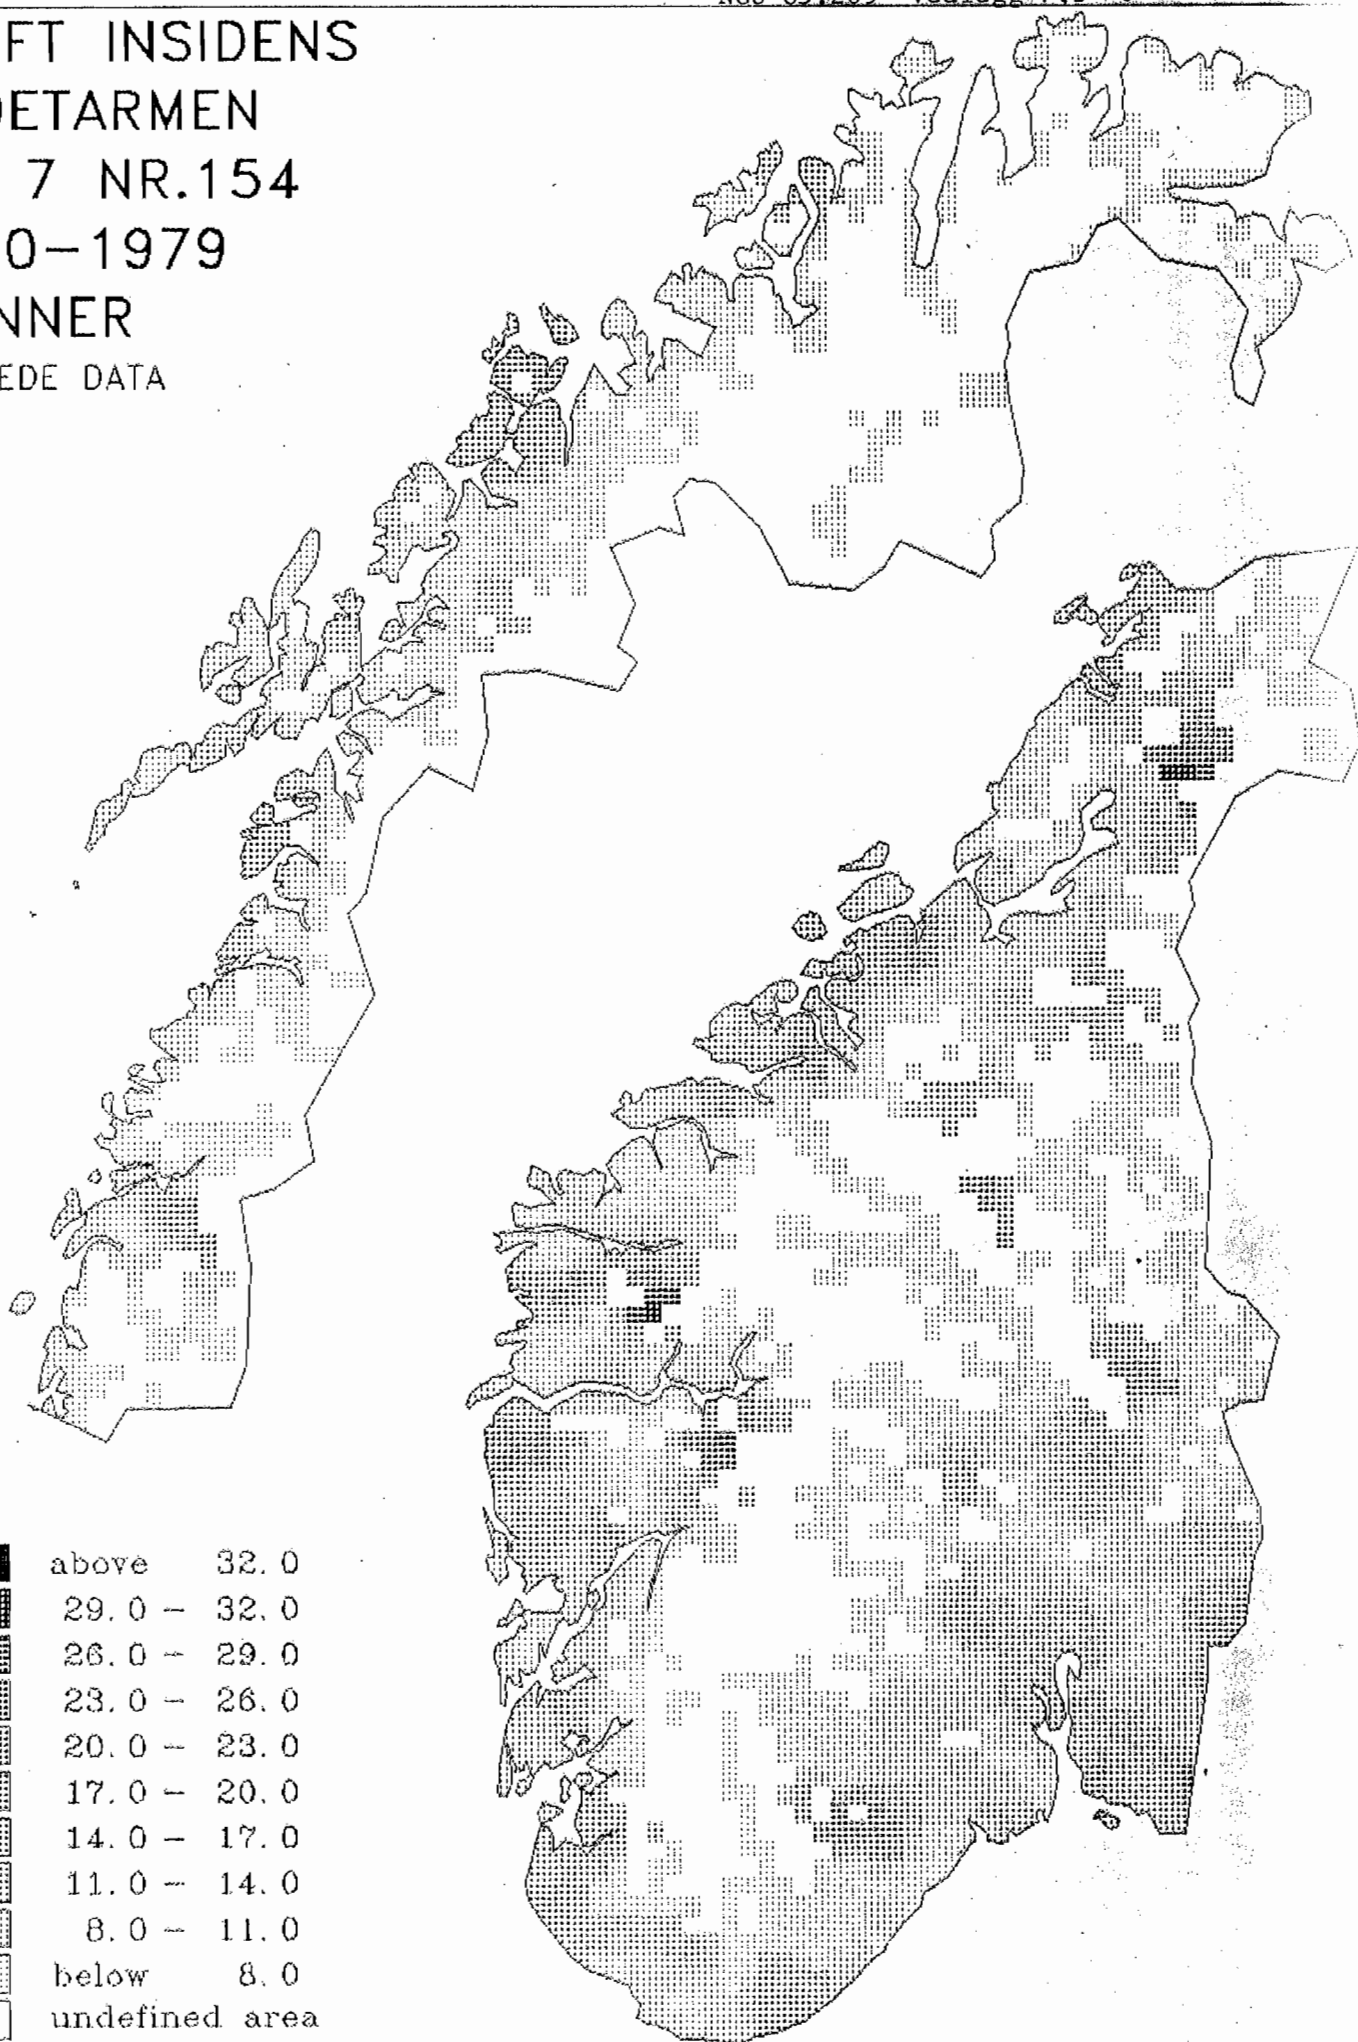 FT INSIDENS
DETARMEN
7 NR.154
0-1979
NNER
EDE DATA
above 32.0
29.0 - 32.0
26.0 - 29.0
23.0 - 26.0
20.0 - 23.0
17.0 - 20.0
14.0 - 17.0
11.0 - 14.0
8.0 - 11.0
below 8.0
undefined area